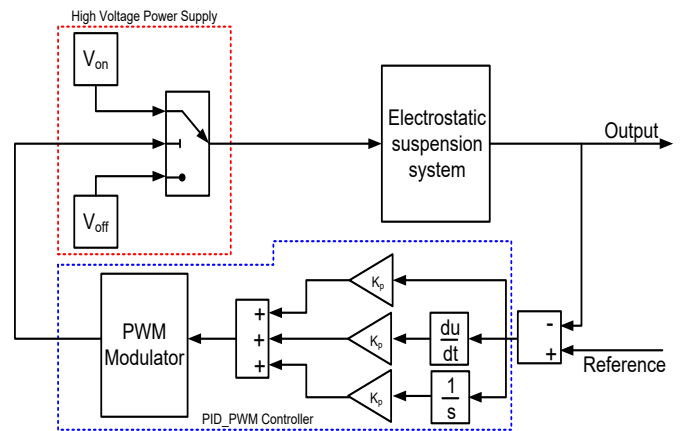 High Voltage Power Supply
Von
Voff
Electrostatic
suspension
system
Output
PWM
Modulator
+
+
+
Kp
Kp
Kp
du
dt
1
s
-
+
Reference
PID_PWM Controller